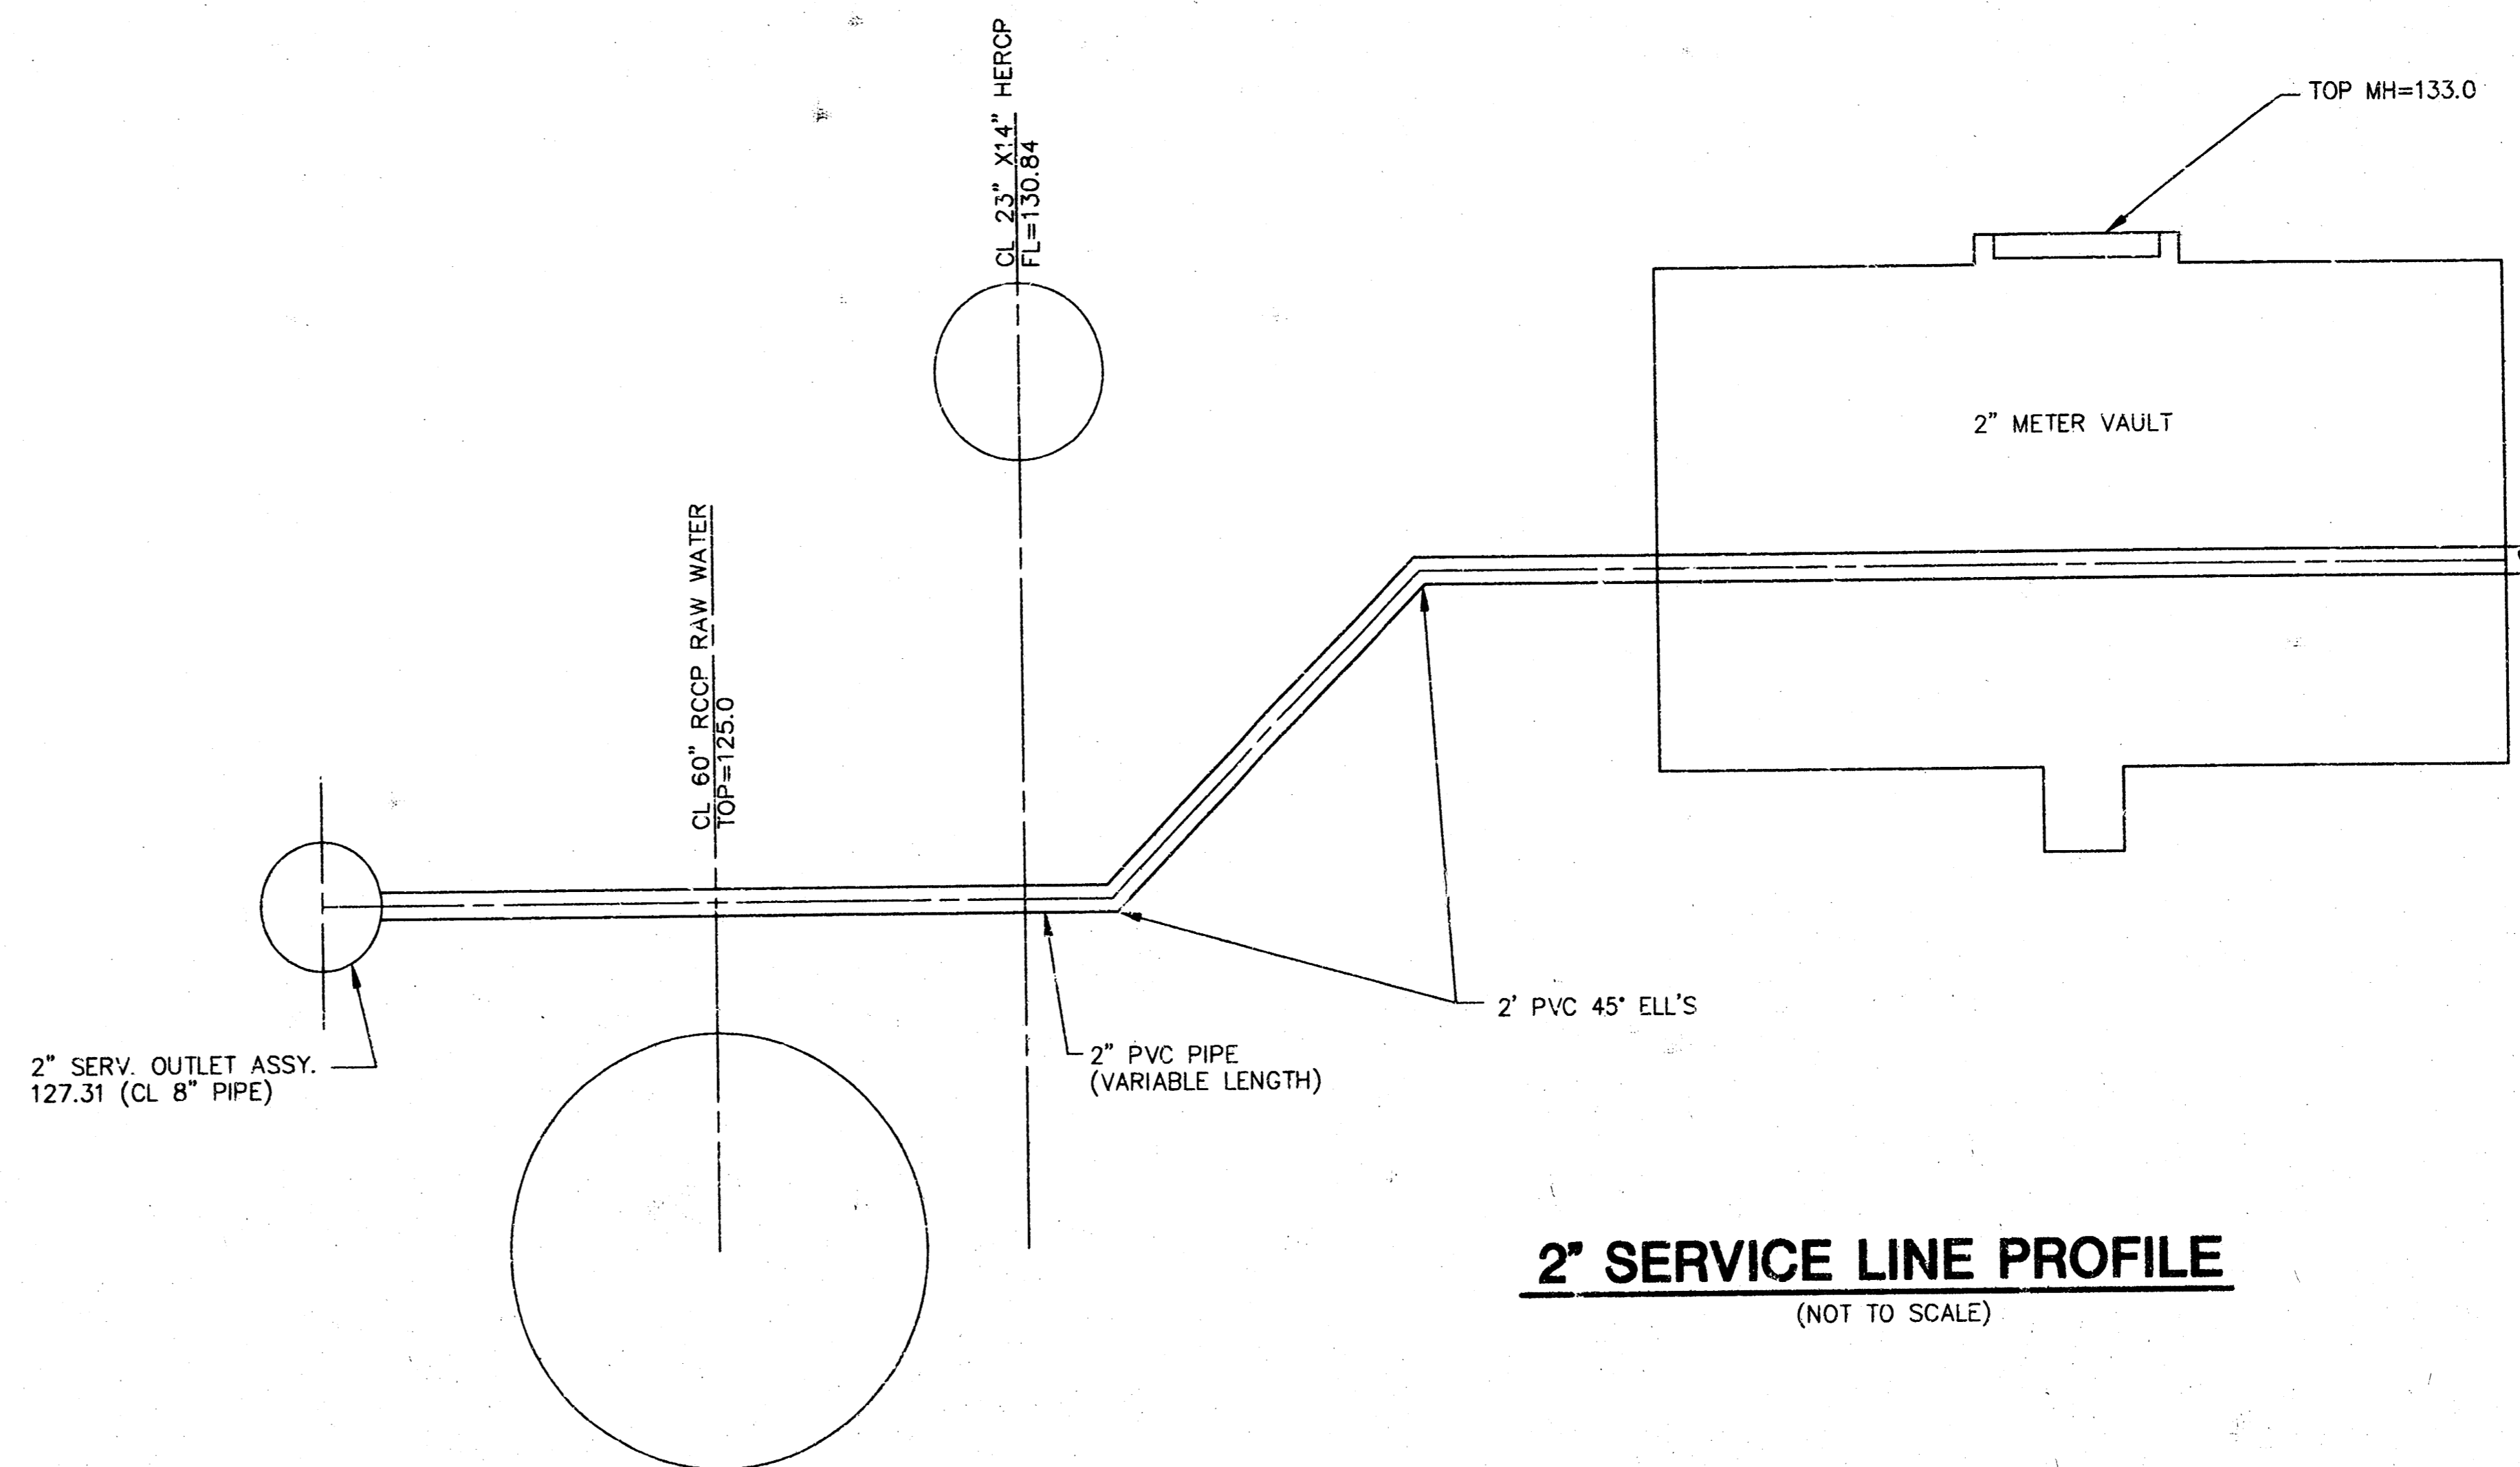 CL 23" X14" HERCP
FL=130.84
TOP MH=133.0
2" METER VAULT
CL 60" RCCP RAW WATER
TOP=125.0
2' PVC 45° ELL'S
2" PVC PIPE
(VARIABLE LENGTH)
2" SERV. OUTLET ASSY.
127.31 (CL 8" PIPE)
2" SERVICE LINE PROFILE
(NOT TO SCALE)